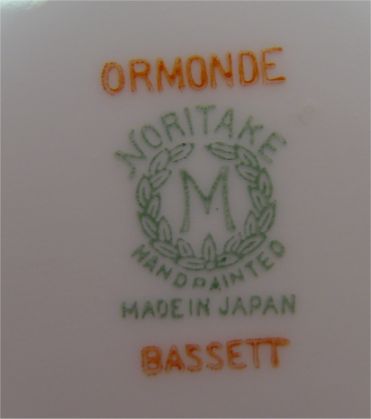 ORMONDE
NORITAKE
M
HANDPAINTED
MADE IN JAPAN
BASSETT